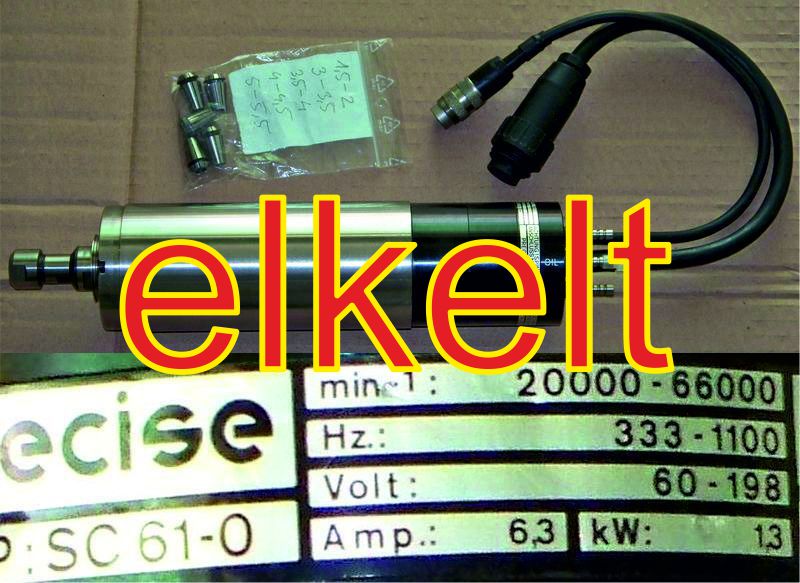 1,5-2
3-3,5
3,5-4
4-4,5
5-5,5
OIL
elkelt
ecise
min-1: 20000-66000
Hz.: 333-1100
Volt: 60-198
P: SC 61-O
Amp.: 6,3 kW: 1,3